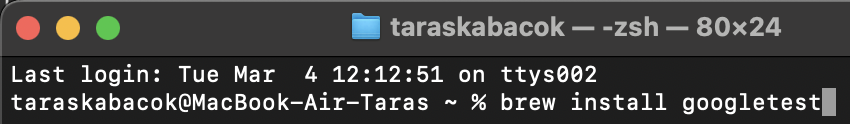 taraskabacok — -zsh — 80×24
Last login: Tue Mar  4 12:12:51 on ttys002
taraskabacok@MacBook-Air-Taras ~ % brew install googletest